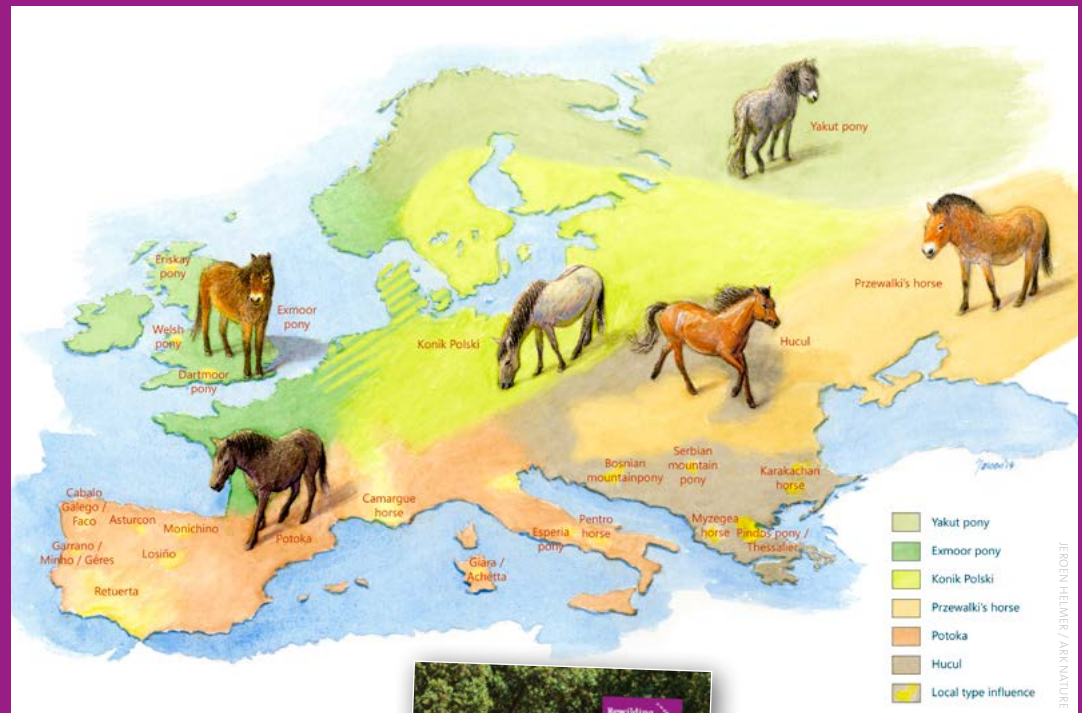 Yakut pony
Przewalki's horse
Eriskay
pony
Exmoor
pony
Welsh
pony
Dartmoor
pony
Konik Polski
Hucul
Bosnian
mountainpony
Serbian
mountain
pony
Karakachan
horse
Cabalo
Galego /
Faco
Asturcon
Monichino
Potoka
Camargue
horse
Garrano /
Minho / Géres
Losiño
Retuerta
Esperia
pony
Pentro
horse
Giara /
Achetta
Myzegea
horse
Pindos pony /
Thessalier
Yakut pony
Exmoor pony
Konik Polski
Przewalki's horse
Potoka
Hucul
Local type influence
JEROEN HELMER / ARK NATURE
Rewilding